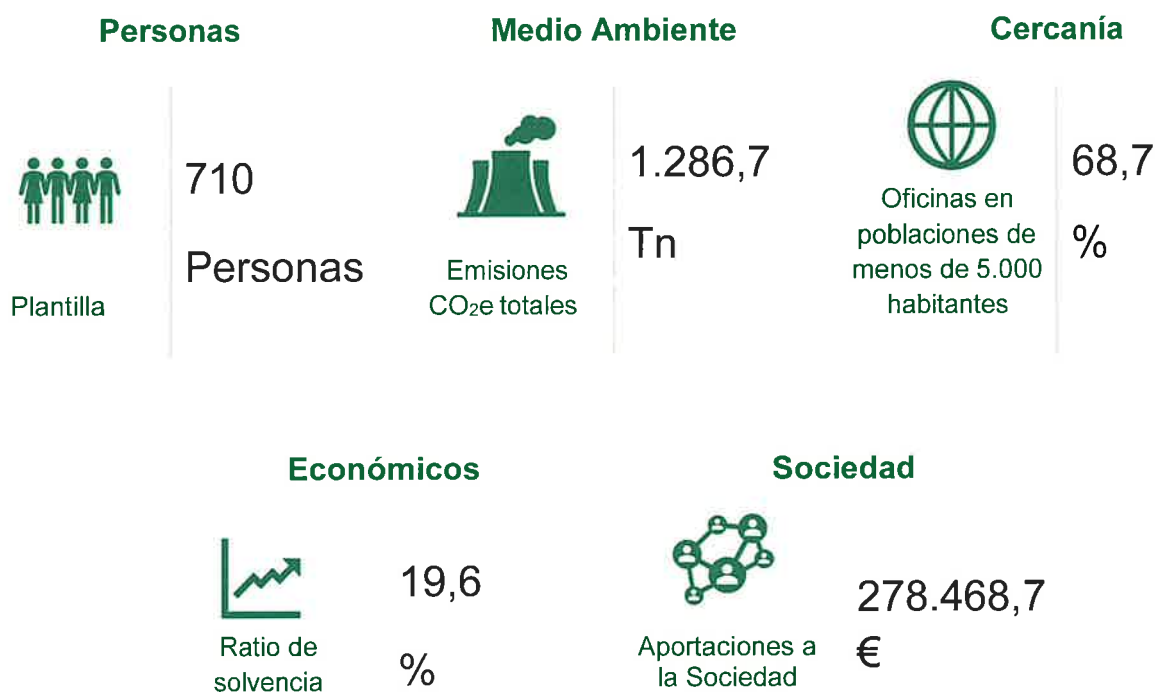 Personas
710
Personas
Plantilla
Medio Ambiente
1.286,7
Tn
Emisiones
CO2e totales
Cercanía
68,7
%
Oficinas en
poblaciones de
menos de 5.000
habitantes
Económicos
19,6
%
Ratio de
solvencia
Sociedad
278.468,7
€
Aportaciones a
la Sociedad